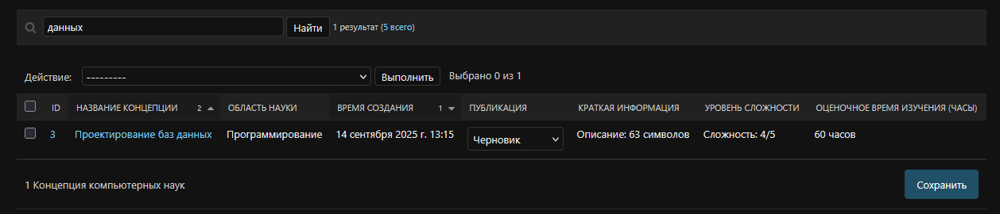 данных Найти 1 результат (5 всего)
Действие: --------- Выполнить Выбрано 0 из 1
ID НАЗВАНИЕ КОНЦЕПЦИИ 2 ОБЛАСТЬ НАУКИ ВРЕМЯ СОЗДАНИЯ 1 ПУБЛИКАЦИЯ КРАТКАЯ ИНФОРМАЦИЯ УРОВЕНЬ СЛОЖНОСТИ ОЦЕНОЧНОЕ ВРЕМЯ ИЗУЧЕНИЯ (ЧАСЫ)
3 Проектирование баз данных Программирование 14 сентября 2025 г. 13:15 Черновик Описание: 63 символов Сложность: 4/5 60 часов
1 Концепция компьютерных наук Сохранить